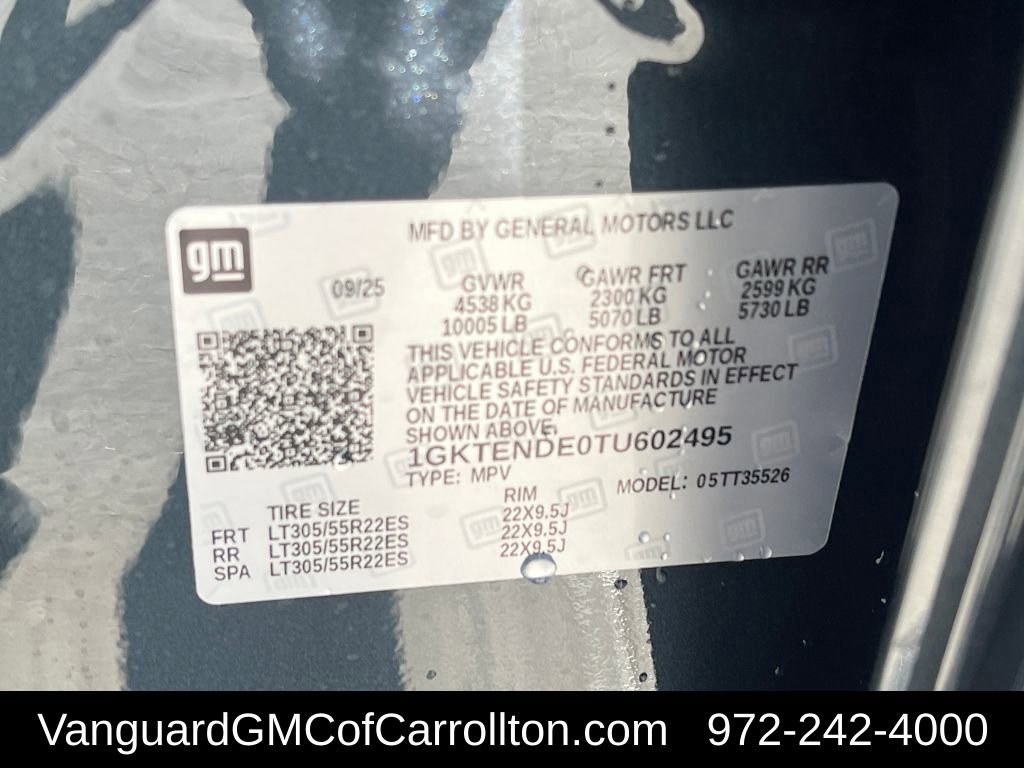 gm
MFD BY GENERAL MOTORS LLC
09/25
GVWR GAWR FRT GAWR RR
4538 KG 2300 KG 2599 KG
10005 LB 5070 LB 5730 LB
THIS VEHICLE CONFORMS TO ALL
APPLICABLE U.S. FEDERAL MOTOR
VEHICLE SAFETY STANDARDS IN EFFECT
ON THE DATE OF MANUFACTURE
SHOWN ABOVE.
1GKTENDE0TU602495
TYPE: MPV MODEL: 05TT35526
TIRE SIZE RIM
FRT LT305/55R22ES 22X9.5J
RR LT305/55R22ES 22X9.5J
SPA LT305/55R22ES 22X9.5J
VanguardGMCofCarrollton.com 972-242-4000